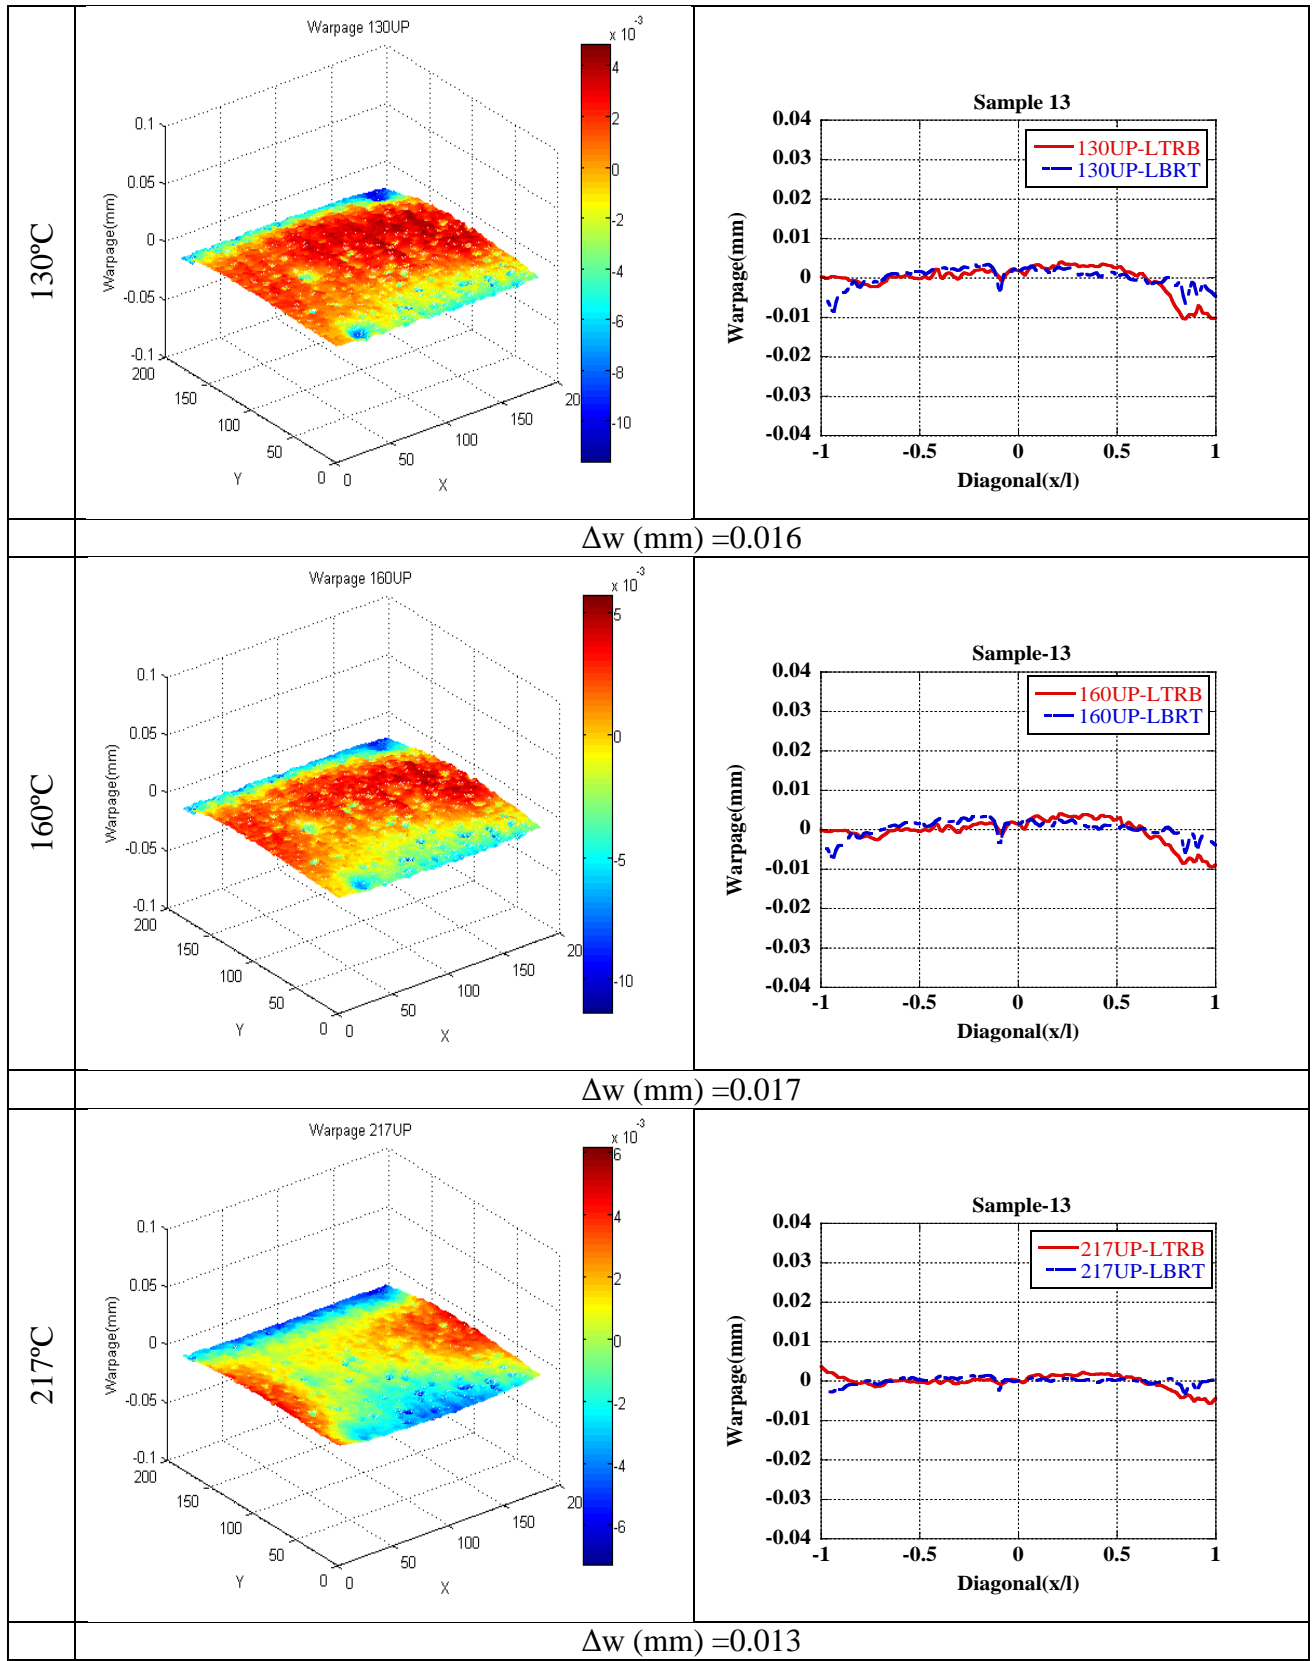 130ºC
Warpage 130UP
x 10
-3
Warpage(mm)
0.1
0.05
0
-0.05
-0.1
200
150
100
50
0
Y
0
50
100
150
20
X
4
2
0
-2
-4
-6
-8
-10
Sample 13
130UP-LTRB
130UP-LBRT
Warpage(mm)
0.04
0.03
0.02
0.01
0
-0.01
-0.02
-0.03
-0.04
-1 -0.5 0 0.5 1
Diagonal(x/l)
Δw (mm) =0.016
160ºC
Warpage 160UP
x 10
-3
Warpage(mm)
0.1
0.05
0
-0.05
-0.1
200
150
100
50
0
Y
0
50
100
150
20
X
5
0
-5
-10
Sample-13
160UP-LTRB
160UP-LBRT
Warpage(mm)
0.04
0.03
0.02
0.01
0
-0.01
-0.02
-0.03
-0.04
-1 -0.5 0 0.5 1
Diagonal(x/l)
Δw (mm) =0.017
217ºC
Warpage 217UP
x 10
-3
Warpage(mm)
0.1
0.05
0
-0.05
-0.1
200
150
100
50
0
Y
0
50
100
150
20
X
6
4
2
0
-2
-4
-6
Sample-13
217UP-LTRB
217UP-LBRT
Warpage(mm)
0.04
0.03
0.02
0.01
0
-0.01
-0.02
-0.03
-0.04
-1 -0.5 0 0.5 1
Diagonal(x/l)
Δw (mm) =0.013